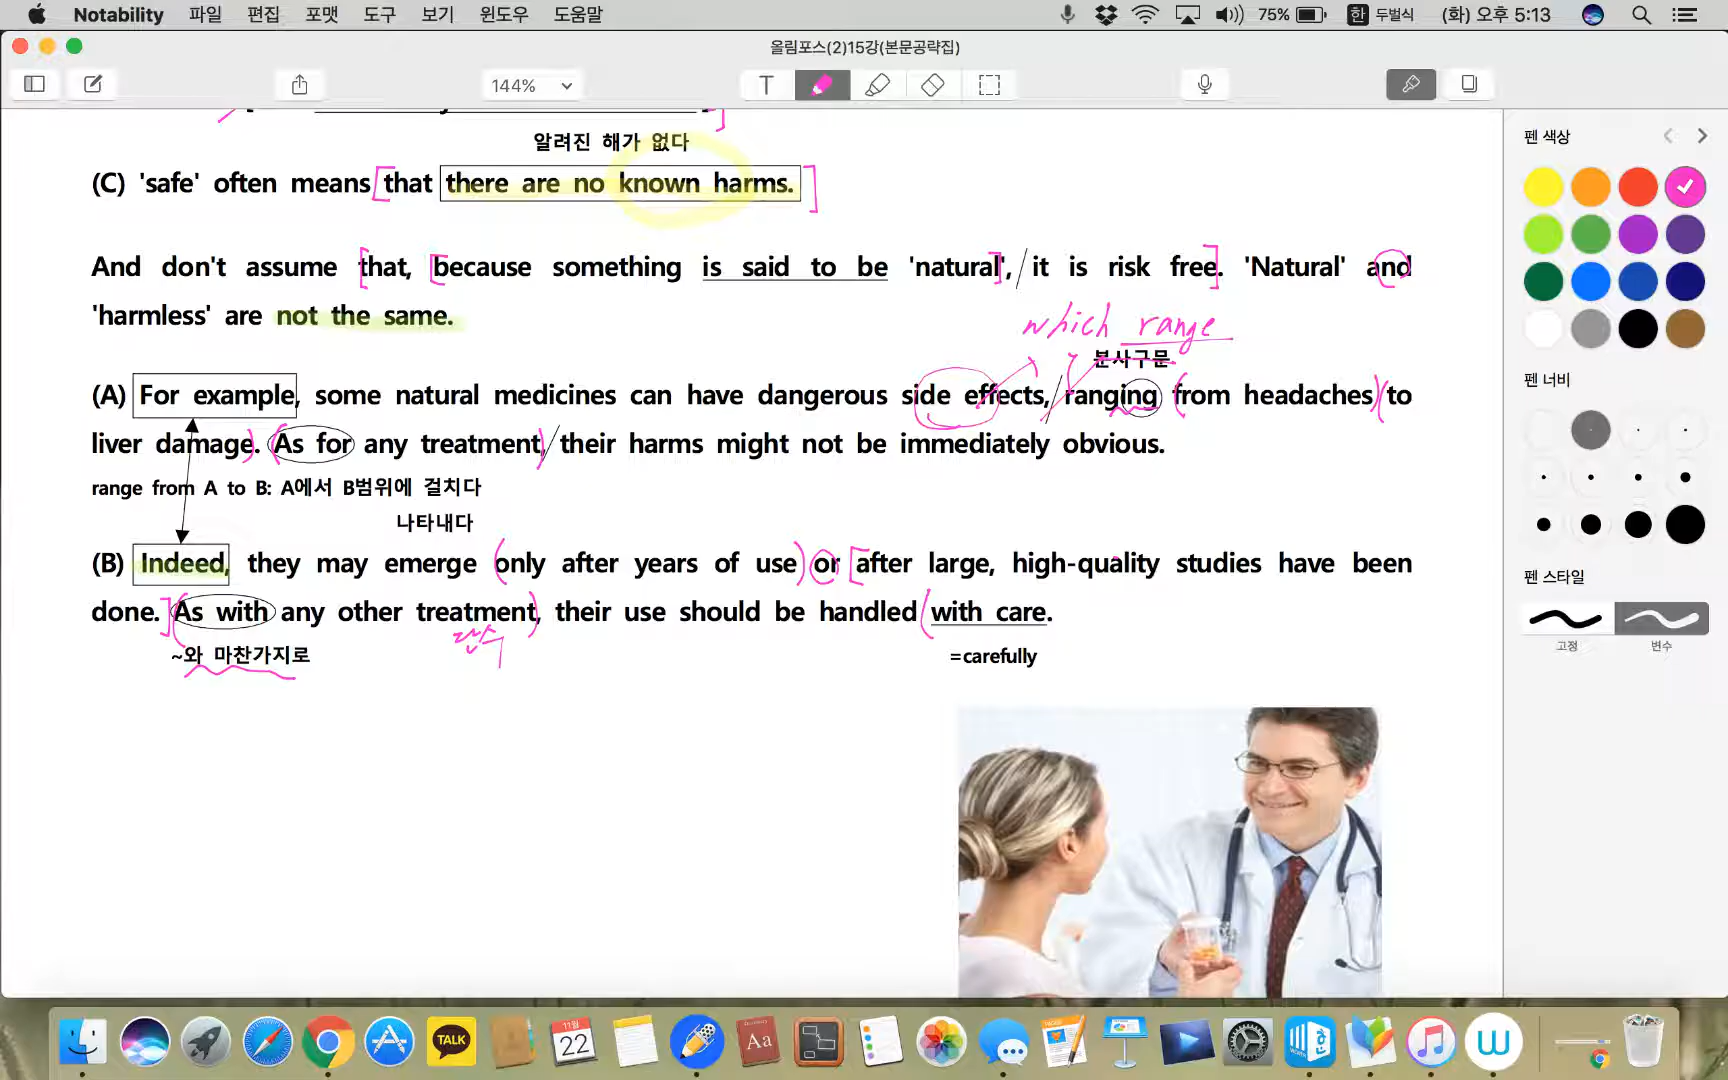 Notability 파일 편집 포맷 도구 보기 윈도우 도움말 75% 한 두벌식 (화) 오후 5:13
올림포스(2)15강(본문공략집)
144%
T
알려진 해가 없다
(C) 'safe' often means [that there are no known harms.]
And don't assume [that, [because something is said to be 'natural'], / it is risk free.] 'Natural' and
'harmless' are not the same.
which range
분사구문
(A) For example, some natural medicines can have dangerous side effects, / ranging (from headaches) (to
liver damage). (As for any treatment) / their harms might not be immediately obvious.
range from A to B: A에서 B범위에 걸치다
나타내다
(B) Indeed, they may emerge (only after years of use) or [after large, high-quality studies have been
done.] (As with any other treatment), their use should be handled (with care.
~와 마찬가지로
=carefully
펜 색상
펜 너비
펜 스타일
고정 변수
TALK
11월
22
Aa
W